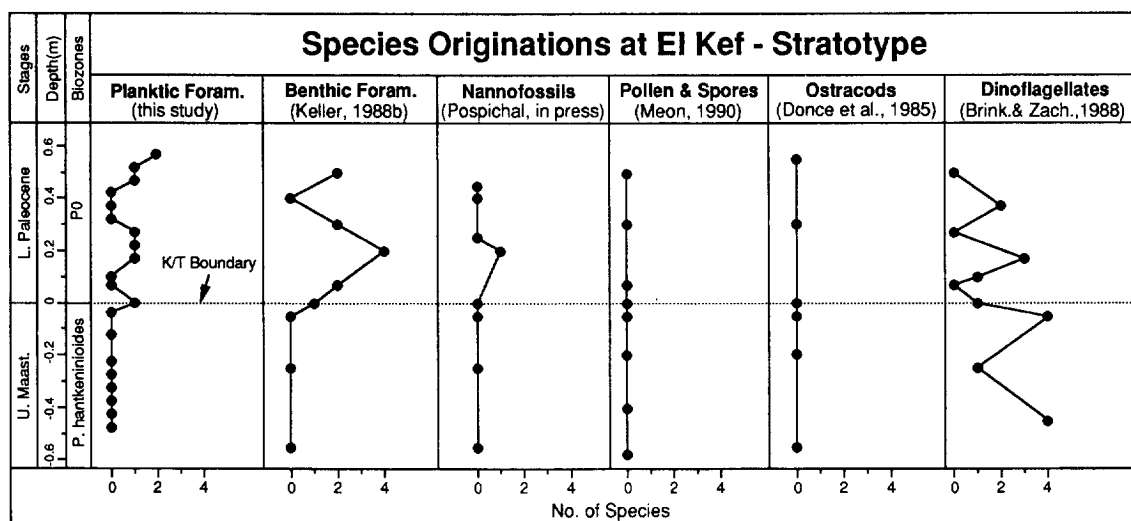 Species Originations at El Kef - Stratotype
Stages
Depth(m)
Biozones
Planktic Foram.
(this study)
Benthic Foram.
(Keller, 1988b)
Nannofossils
(Pospichal, in press)
Pollen & Spores
(Meon, 1990)
Ostracods
(Donce et al., 1985)
Dinoflagellates
(Brink.& Zach.,1988)
L. Paleocene
U. Maast.
0.6
0.4
0.2
0
-0.2
-0.4
-0.6
P0
P. hantkeninioides
K/T Boundary
0 2 4
0 2 4
0 2 4
0 2 4
0 2 4
0 2 4
No. of Species